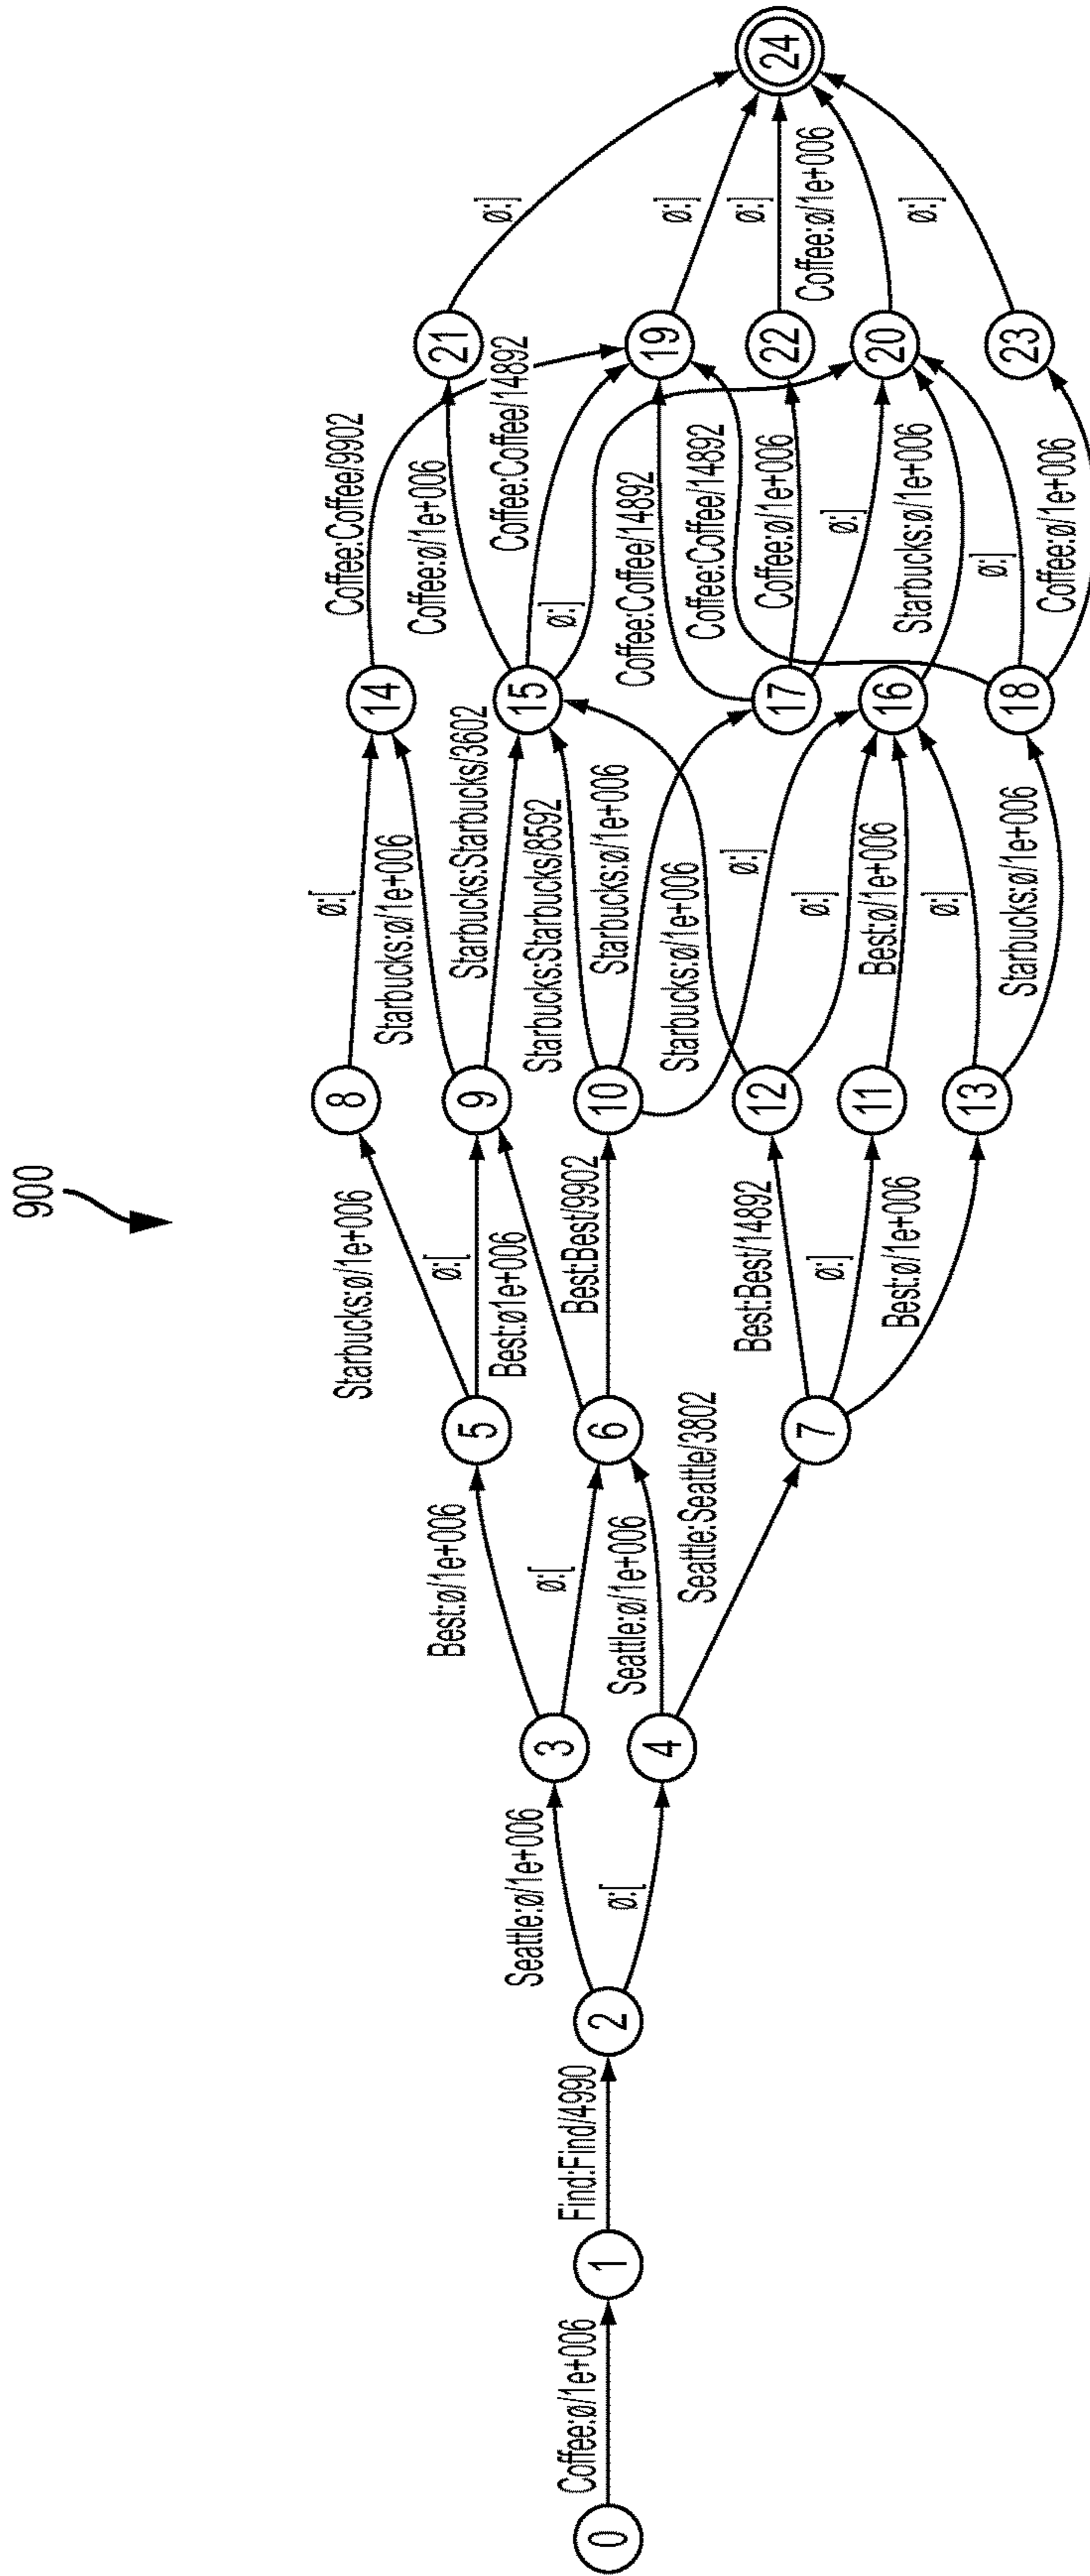 900
0
Coffee:ø/1e+006
1
Find:Find/4990
2
Seattle:ø/1e+006
ø:[
3
4
Best:ø/1e+006
ø:[
Seattle:ø/1e+006
Seattle:Seattle/3802
5
6
7
Starbucks:ø/1e+006
ø:[
Best:ø1e+006
Best:Best/9902
Best:Best/14892
ø:]
Best:ø/1e+006
8
9
10
12
11
13
ø:[
Starbucks:ø/1e+006
Starbucks:Starbucks/3602
Starbucks:Starbucks/8592
Starbucks:ø/1e+006
Starbucks:ø/1e+006
ø:]
ø:]
Best:ø/1e+006
ø:]
Starbucks:ø/1e+006
14
15
17
16
18
Coffee:Coffee/9902
Coffee:ø/1e+006
Coffee:Coffee/14892
ø:]
Coffee:Coffee/14892
Coffee:Coffee/14892
Coffee:ø/1e+006
ø:]
Starbucks:ø/1e+006
ø:]
Coffee:ø/1e+006
21
19
22
20
23
ø:]
ø:]
ø:]
Coffee:ø/1e+006
ø:]
24